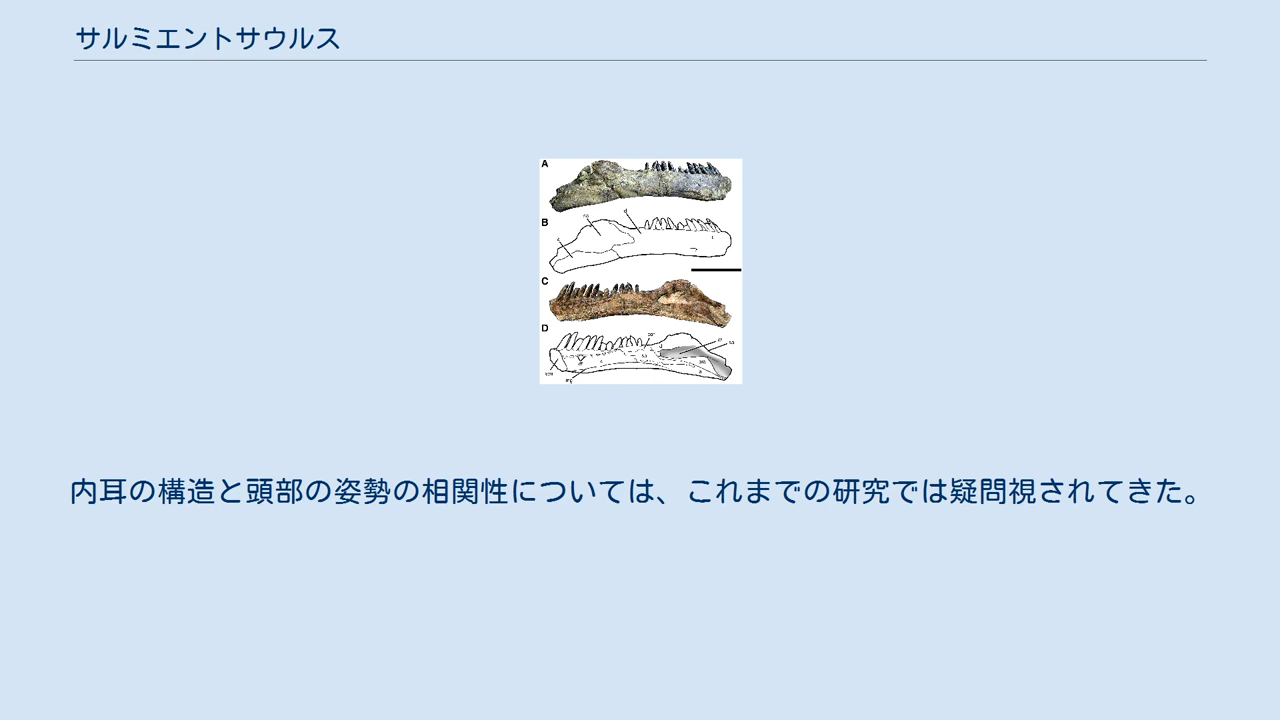 サルミエントサウルス
A
B
C
D
内耳の構造と頭部の姿勢の相関性については、これまでの研究では疑問視されてきた。